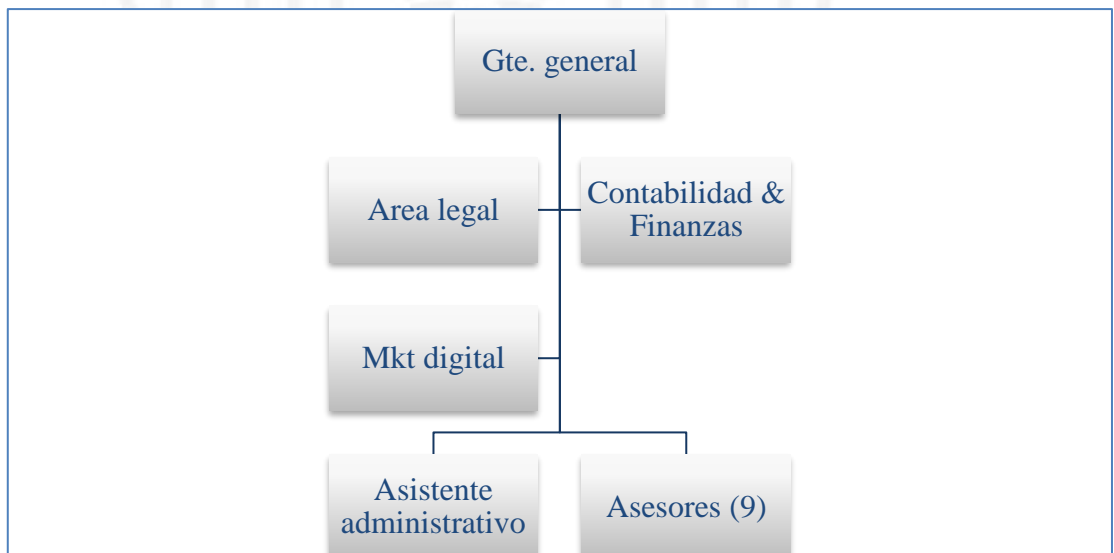 Gte. general
Area legal
Contabilidad &
Finanzas
Mkt digital
Asistente
administrativo
Asesores (9)